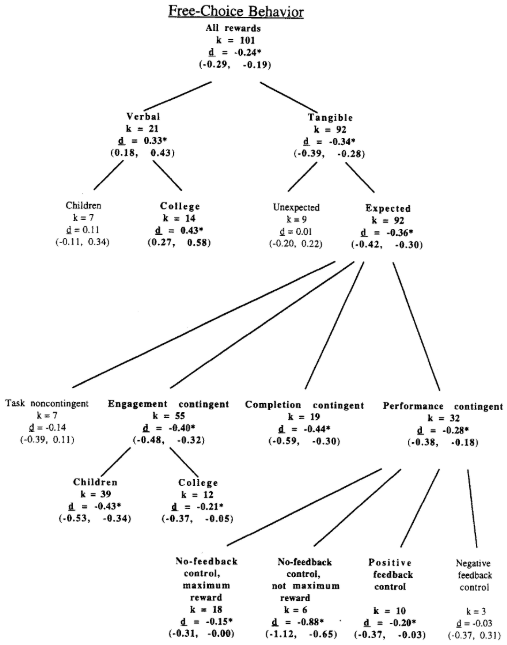 Free-Choice Behavior
All rewards
k = 101
d = -0.24*
(-0.29, -0.19)
Verbal
k = 21
d = 0.33*
(0.18, 0.43)
Tangible
k = 92
d = -0.34*
(-0.39, -0.28)
Children
k = 7
d = 0.11
(-0.11, 0.34)
College
k = 14
d = 0.43*
(0.27, 0.58)
Unexpected
k = 9
d = 0.01
(-0.20, 0.22)
Expected
k = 92
d = -0.36*
(-0.42, -0.30)
Task noncontingent
k = 7
d = -0.14
(-0.39, 0.11)
Engagement contingent
k = 55
d = -0.40*
(-0.48, -0.32)
Completion contingent
k = 19
d = -0.44*
(-0.59, -0.30)
Performance contingent
k = 32
d = -0.28*
(-0.38, -0.18)
Children
k = 39
d = -0.43*
(-0.53, -0.34)
College
k = 12
d = -0.21*
(-0.37, -0.05)
No-feedback
control,
maximum
reward
k = 18
d = -0.15*
(-0.31, -0.00)
No-feedback
control,
not maximum
reward
k = 6
d = -0.88*
(-1.12, -0.65)
Positive
feedback
control
k = 10
d = -0.20*
(-0.37, -0.03)
Negative
feedback
control
k = 3
d = -0.03
(-0.37, 0.31)